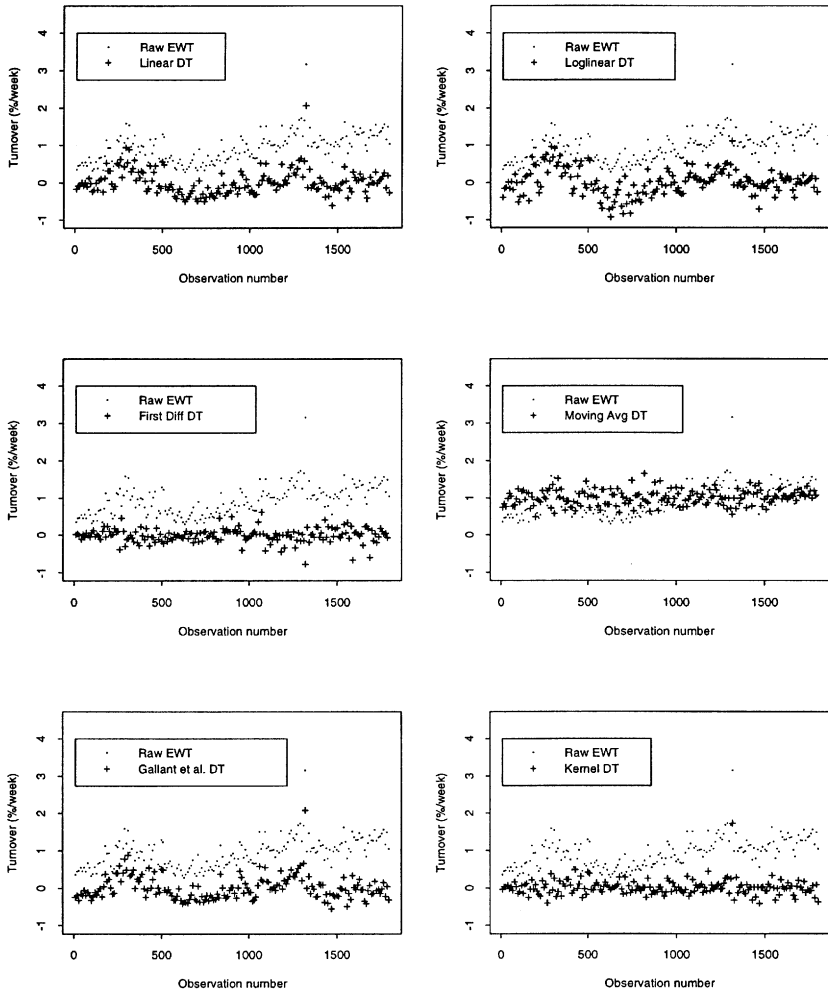 Raw EWT
Linear DT
Turnover (%/week)
4
3
2
1
0
-1
0 500 1000 1500
Observation number
Raw EWT
Loglinear DT
Turnover (%/week)
4
3
2
1
0
-1
0 500 1000 1500
Observation number
Raw EWT
First Diff DT
Turnover (%/week)
4
3
2
1
0
-1
0 500 1000 1500
Observation number
Raw EWT
Moving Avg DT
Turnover (%/week)
4
3
2
1
0
-1
0 500 1000 1500
Observation number
Raw EWT
Gallant et al. DT
Turnover (%/week)
4
3
2
1
0
-1
0 500 1000 1500
Observation number
Raw EWT
Kernel DT
Turnover (%/week)
4
3
2
1
0
-1
0 500 1000 1500
Observation number